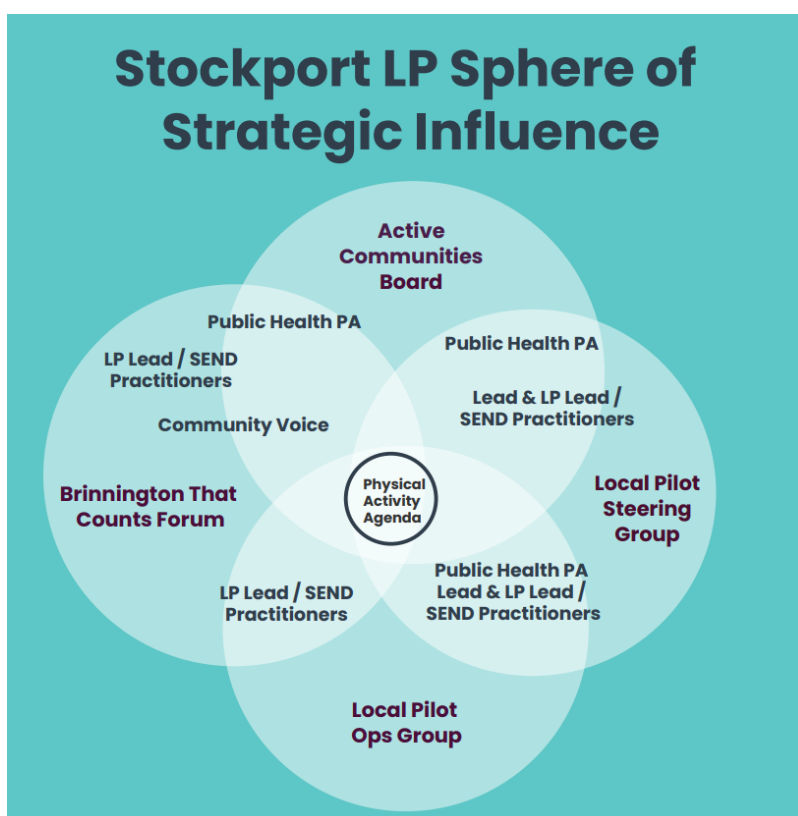 Stockport LP Sphere of
Strategic Influence
Active
Communities
Board
Public Health PA
LP Lead / SEND
Practitioners
Community Voice
Public Health PA
Lead & LP Lead /
SEND Practitioners
Brinnington That
Counts Forum
Physical
Activity
Agenda
Local Pilot
Steering
Group
LP Lead / SEND
Practitioners
Public Health PA
Lead & LP Lead /
SEND Practitioners
Local Pilot
Ops Group